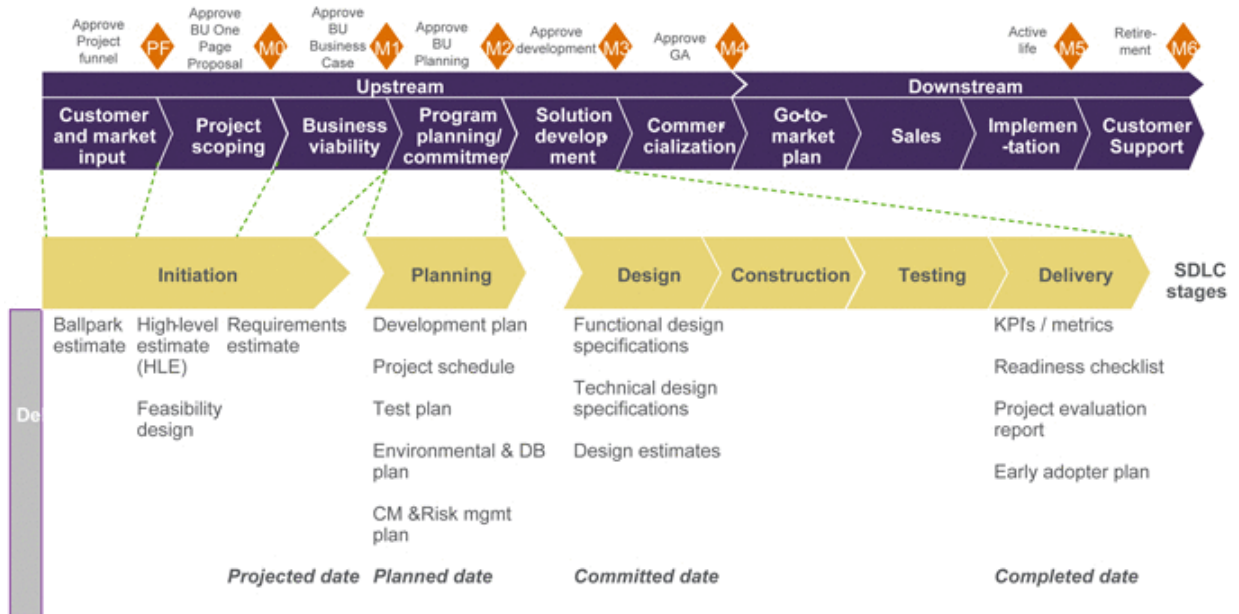 Approve
Project
funnel
PF
Approve
BU One
Page
Proposal
M0
Approve
BU
Business
Case
M1
Approve
BU
Planning
M2
Approve
development
M3
Approve
GA
M4
Active
life
M5
Retire-
ment
M6
Upstream
Downstream
Customer
and market
input
Project
scoping
Business
viability
Program
planning/
commitmen
Solution
develop-
ment
Commer-
cialization
Go-to-
market
plan
Sales
Implemen
-tation
Customer
Support
Initiation
Planning
Design
Construction
Testing
Delivery
SDLC
stages
Ballpark
estimate
High-level
estimate
(HLE)
Feasibility
design
Requirements
estimate
Projected date
Development plan
Project schedule
Test plan
Environmental & DB
plan
CM &Risk mgmt
plan
Planned date
Functional design
specifications
Technical design
specifications
Design estimates
Committed date
KPI's / metrics
Readiness checklist
Project evaluation
report
Early adopter plan
Completed date